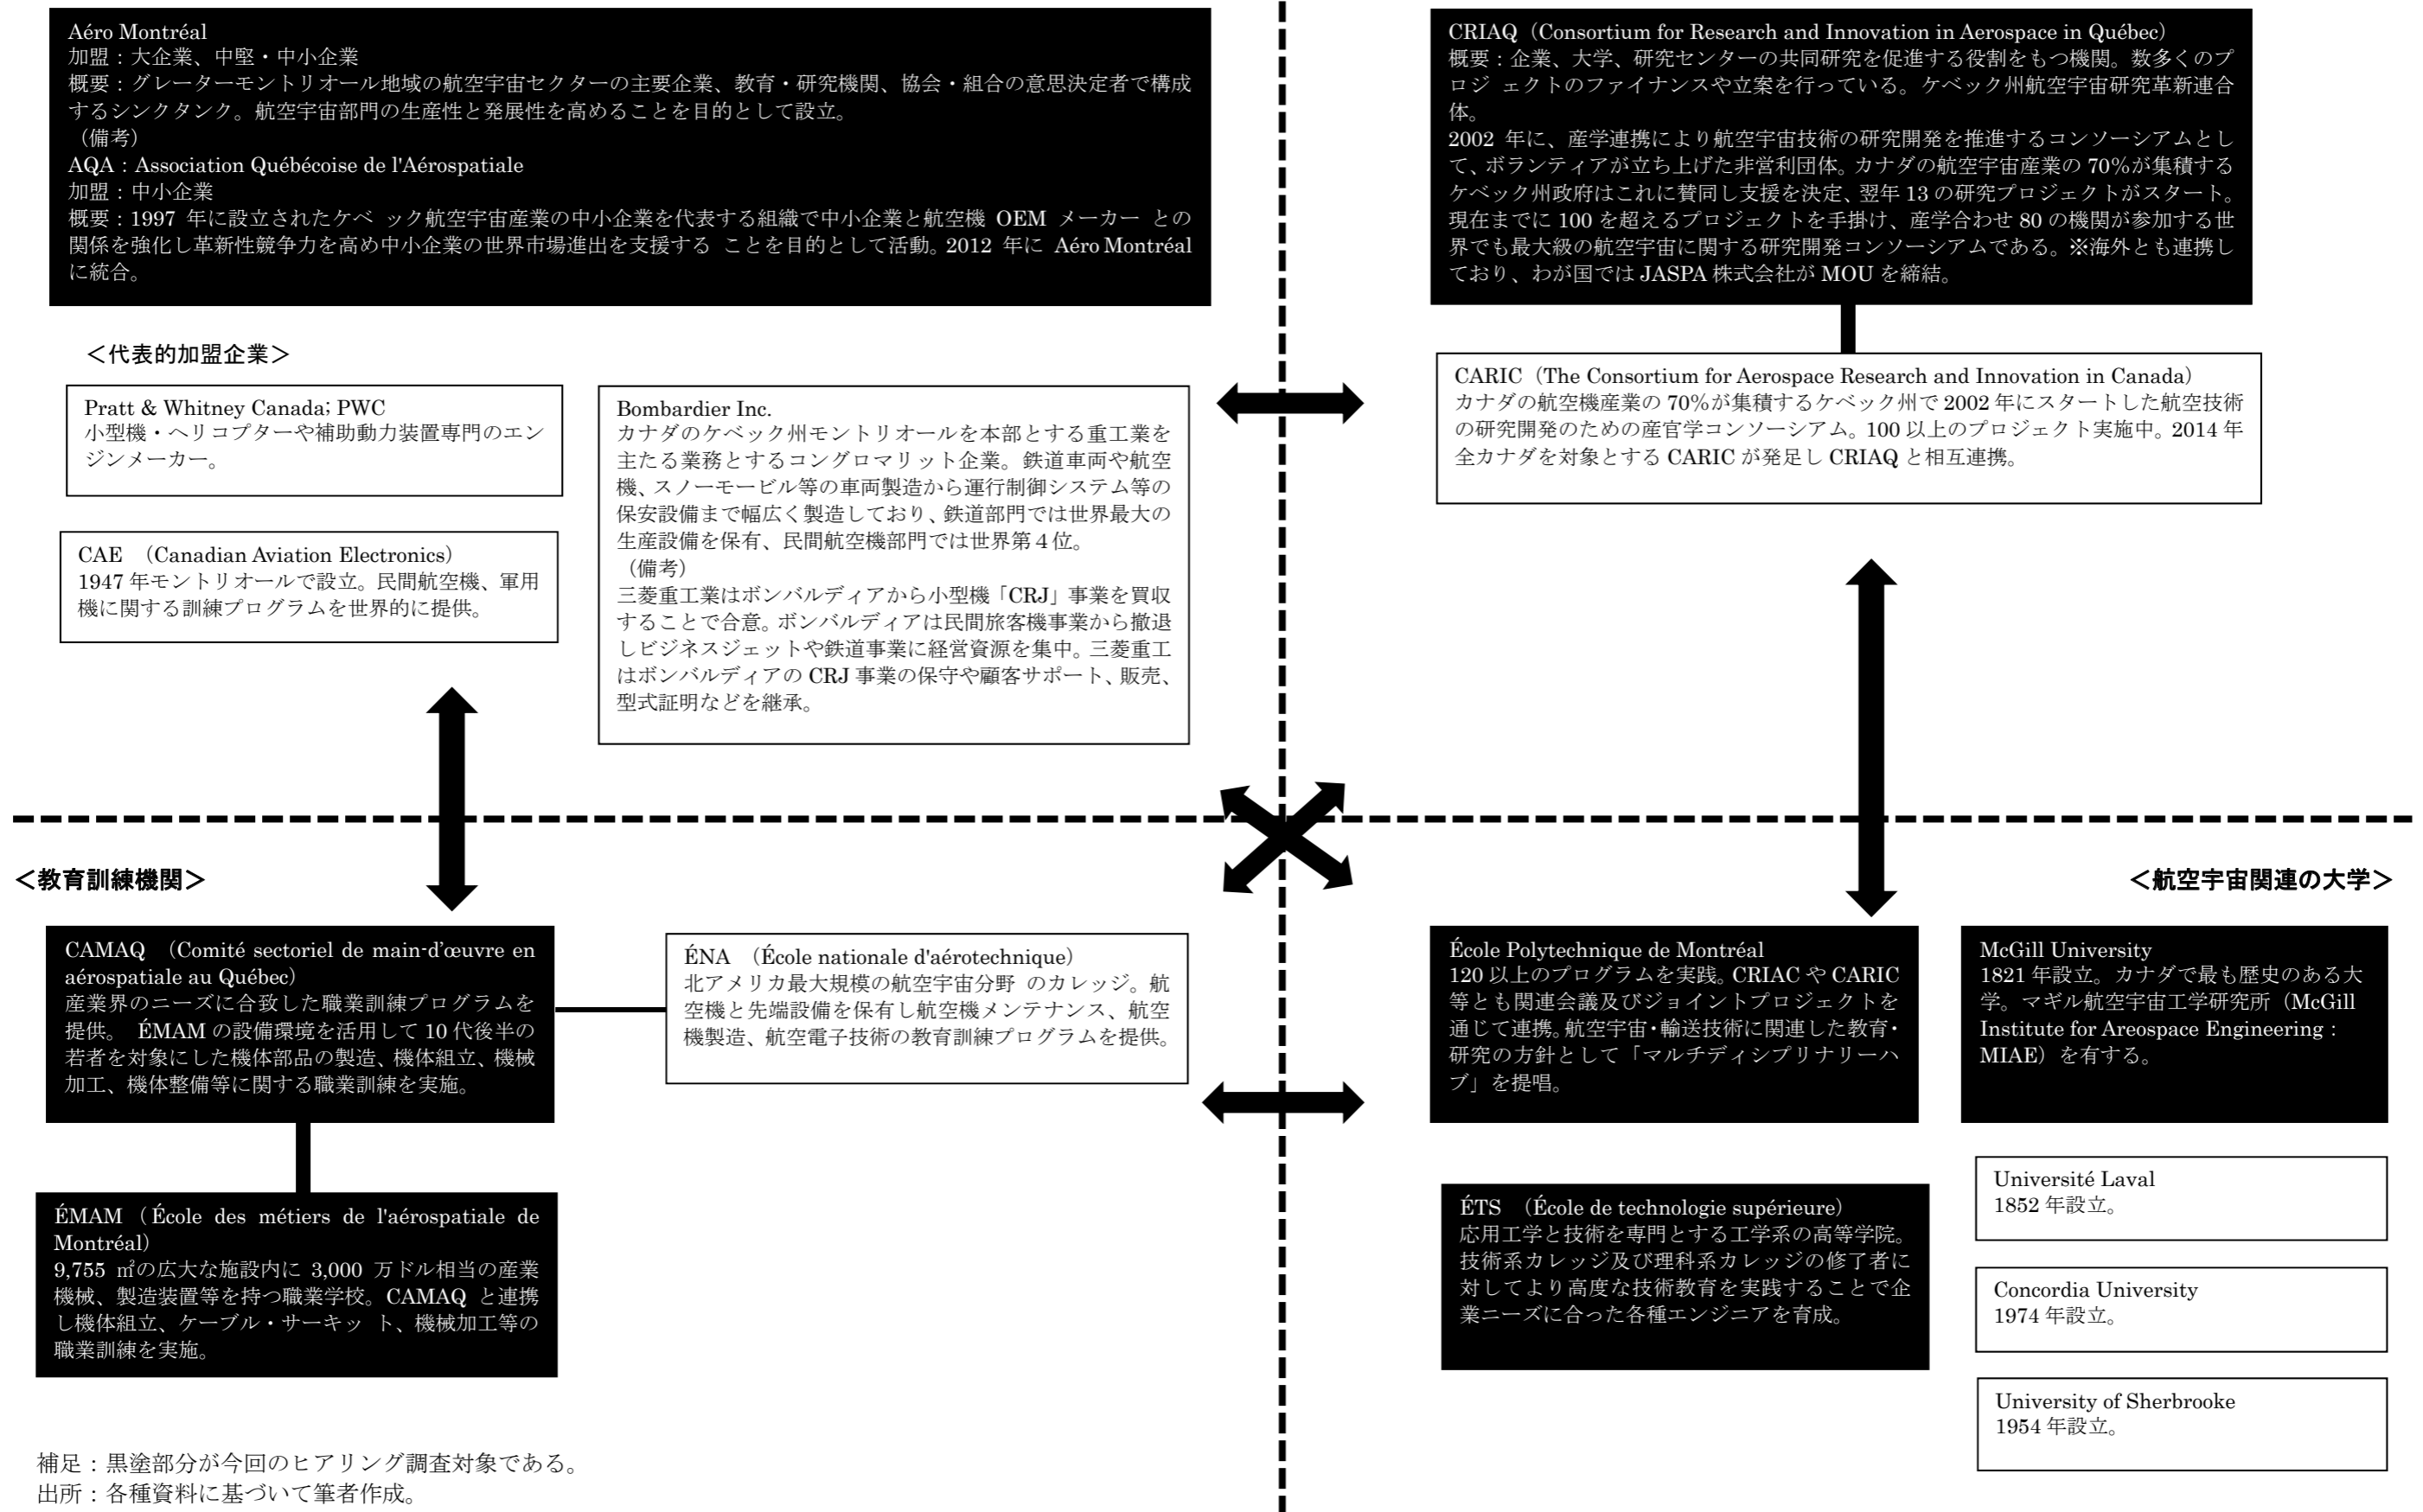 Aéro Montréal
加盟：大企業、中堅・中小企業
概要：グレーターモントリオール地域の航空宇宙セクターの主要企業、教育・研究機関、協会・組合の意思決定者で構成
するシンクタンク。航空宇宙部門の生産性と発展性を高めることを目的として設立。
（備考）
AQA：Association Québécoise de l'Aérospatiale
加盟：中小企業
概要：1997 年に設立されたケベ ック航空宇宙産業の中小企業を代表する組織で中小企業と航空機 OEM メーカー との
関係を強化し革新性競争力を高め中小企業の世界市場進出を支援する ことを目的として活動。2012 年に Aéro Montréal
に統合。
＜代表的加盟企業＞
Pratt & Whitney Canada; PWC
小型機・ヘリコプターや補助動力装置専門のエン
ジンメーカー。
CAE （Canadian Aviation Electronics）
1947 年モントリオールで設立。民間航空機、軍用
機に関する訓練プログラムを世界的に提供。
Bombardier Inc.
カナダのケベック州モントリオールを本部とする重工業を
主たる業務とするコングロマリット企業。鉄道車両や航空
機、スノーモービル等の車両製造から運行制御システム等の
保安設備まで幅広く製造しており、鉄道部門では世界最大の
生産設備を保有、民間航空機部門では世界第４位。
（備考）
三菱重工業はボンバルディアから小型機「CRJ」事業を買収
することで合意。ボンバルディアは民間旅客機事業から撤退
しビジネスジェットや鉄道事業に経営資源を集中。三菱重工
はボンバルディアの CRJ 事業の保守や顧客サポート、販売、
型式証明などを継承。
CRIAQ（Consortium for Research and Innovation in Aerospace in Québec）
概要：企業、大学、研究センターの共同研究を促進する役割をもつ機関。数多くのプ
ロジ ェクトのファイナンスや立案を行っている。ケベック州航空宇宙研究革新連合
体。
2002 年に、産学連携により航空宇宙技術の研究開発を推進するコンソーシアムとし
て、ボランティアが立ち上げた非営利団体。カナダの航空宇宙産業の 70％が集積する
ケベック州政府はこれに賛同し支援を決定、翌年 13 の研究プロジェクトがスタート。
現在までに 100 を超えるプロジェクトを手掛け、産学合わせ 80 の機関が参加する世
界でも最大級の航空宇宙に関する研究開発コンソーシアムである。※海外とも連携し
ており、わが国では JASPA 株式会社が MOU を締結。
CARIC（The Consortium for Aerospace Research and Innovation in Canada）
カナダの航空機産業の 70％が集積するケベック州で 2002 年にスタートした航空技術
の研究開発のための産官学コンソーシアム。100 以上のプロジェクト実施中。2014 年
全カナダを対象とする CARIC が発足し CRIAQ と相互連携。
＜教育訓練機関＞
CAMAQ （Comité sectoriel de main-d’œuvre en
aérospatiale au Québec）
産業界のニーズに合致した職業訓練プログラムを
提供。 ÉMAM の設備環境を活用して 10 代後半の
若者を対象にした機体部品の製造、機体組立、機械
加工、機体整備等に関する職業訓練を実施。
ÉNA （École nationale d'aérotechnique）
北アメリカ最大規模の航空宇宙分野 のカレッジ。航
空機と先端設備を保有し航空機メンテナンス、航空
機製造、航空電子技術の教育訓練プログラムを提供。
ÉMAM（École des métiers de l'aérospatiale de
Montréal）
9,755 ㎡の広大な施設内に 3,000 万ドル相当の産業
機械、製造装置等を持つ職業学校。CAMAQ と連携
し機体組立、ケーブル・サーキッ ト、機械加工等の
職業訓練を実施。
＜航空宇宙関連の大学＞
École Polytechnique de Montréal
120 以上のプログラムを実践。CRIAC や CARIC
等とも関連会議及びジョイントプロジェクトを
通じて連携。航空宇宙・輸送技術に関連した教育・
研究の方針として「マルチディシプリナリーハ
ブ」を提唱。
McGill University
1821 年設立。カナダで最も歴史のある大
学。マギル航空宇宙工学研究所（McGill
Institute for Areospace Engineering：
MIAE）を有する。
ÉTS （École de technologie supérieure）
応用工学と技術を専門とする工学系の高等学院。
技術系カレッジ及び理科系カレッジの修了者に
対してより高度な技術教育を実践することで企
業ニーズに合った各種エンジニアを育成。
Université Laval
1852 年設立。
Concordia University
1974 年設立。
University of Sherbrooke
1954 年設立。
補足：黒塗部分が今回のヒアリング調査対象である。
出所：各種資料に基づいて筆者作成。